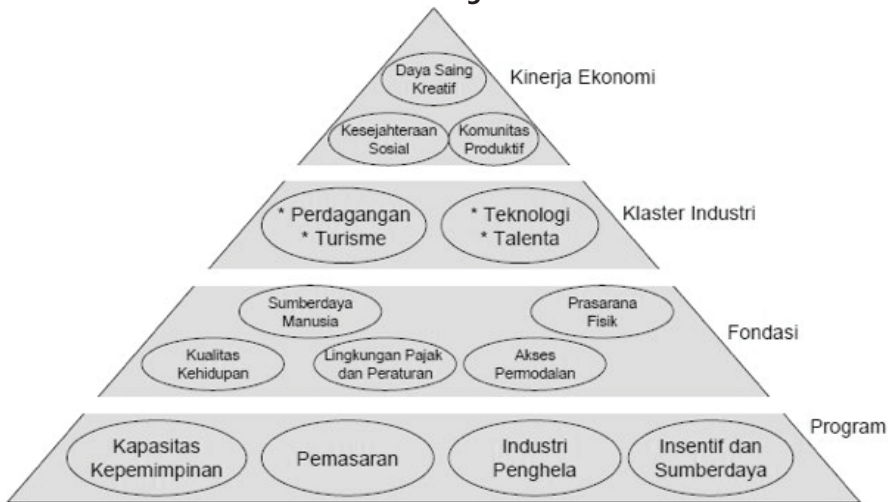 Daya Saing
Kreatif
Kinerja Ekonomi
Kesejahteraan
Sosial
Komunitas
Produktif
* Perdagangan
* Turisme
* Teknologi
* Talenta
Klaster Industri
Sumberdaya
Manusia
Prasarana
Fisik
Fondasi
Kualitas
Kehidupan
Lingkungan Pajak
dan Peraturan
Akses
Permodalan
Program
Kapasitas
Kepemimpinan
Pemasaran
Industri
Penghela
Insentif dan
Sumberdaya